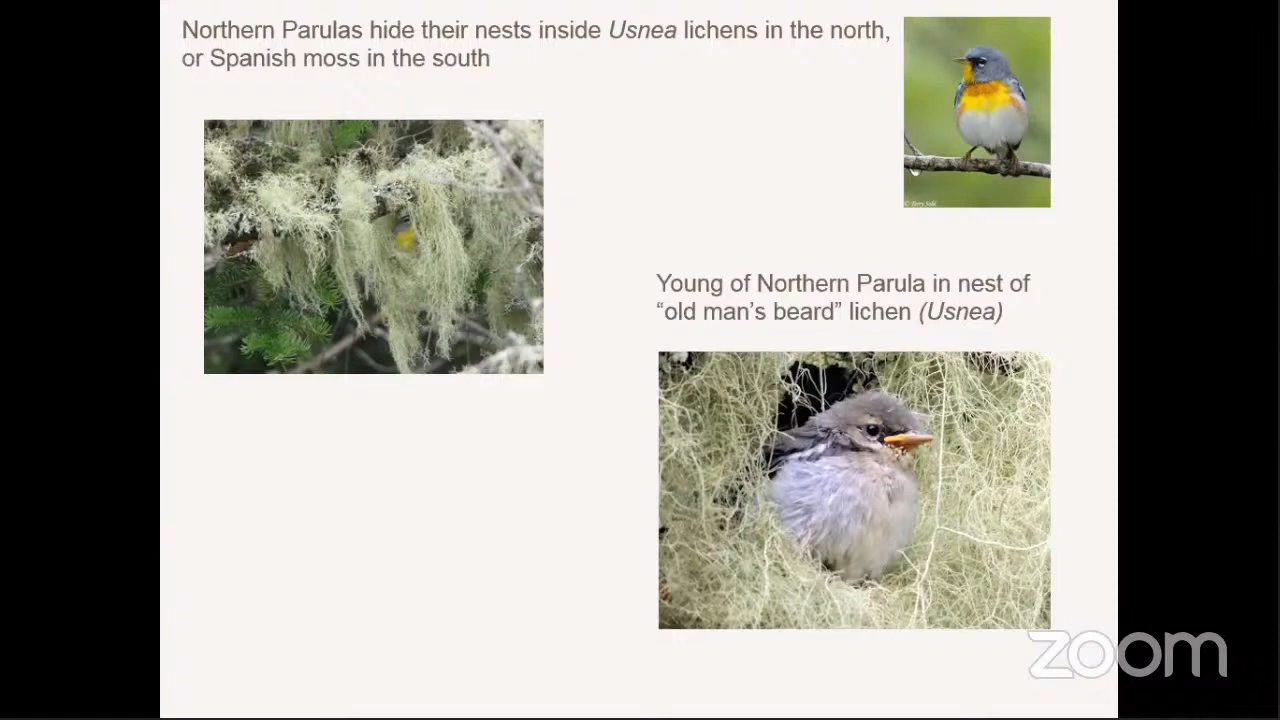 Northern Parulas hide their nests inside Usnea lichens in the north,
or Spanish moss in the south
Young of Northern Parula in nest of
“old man’s beard” lichen (Usnea)
zoom